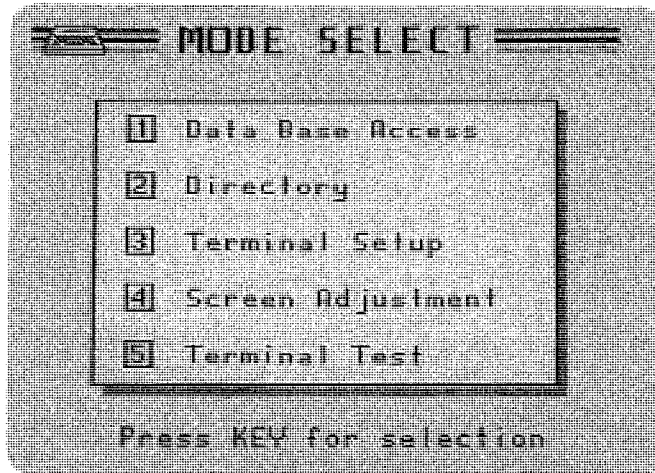 MODE SELECT
1 Data Base Access
2 Directory
3 Terminal Setup
4 Screen Adjustment
5 Terminal Test
Press KEY for selection